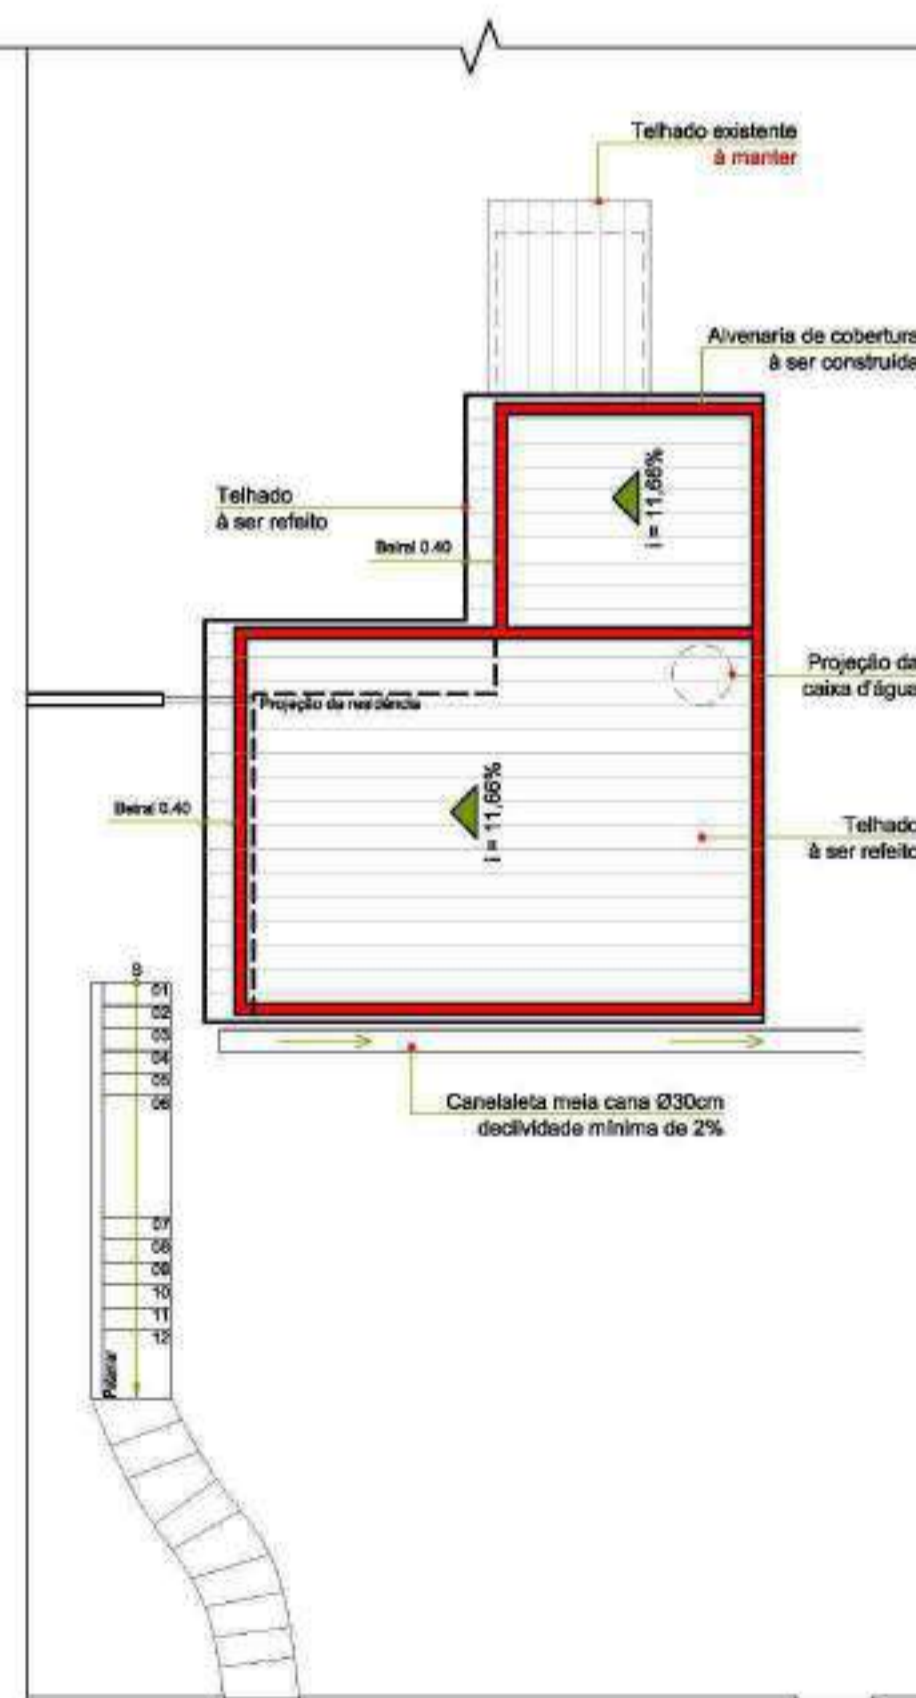 Telhado existente
à manter
Alvenaria de cobertura
à ser construída
i = 11,66%
Telhado
à ser refeito
Beiral 0.40
Projeção da
caixa d'água
Projeção da residência
Beiral 0.40
i = 11,66%
Telhado
à ser refeito
S
01
02
03
04
05
06
Canelaleta meia cana Ø30cm
declividade mínima de 2%
07
08
09
10
11
12
Patamar